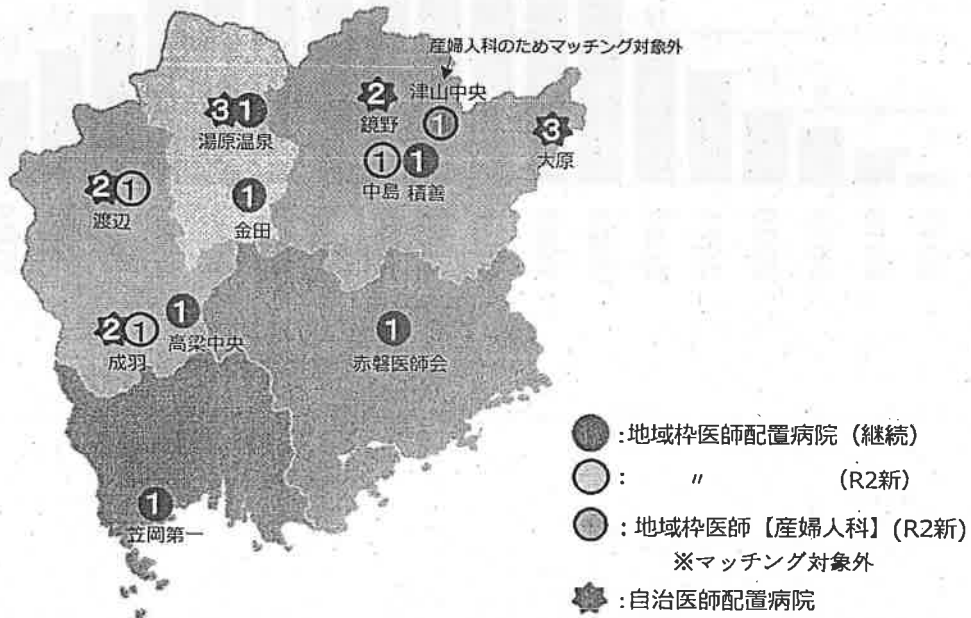 産婦人科のためマッチング対象外
2 津山中央
3 1 鏡野 1 3
湯原温泉 大原
1 1
2 1 1 中島 積善
渡辺 金田
1
2 1 高梁中央 1
成羽 赤磐医師会
●:地域枠医師配置病院(継続)
○: 〃 (R2新)
1 ○:地域枠医師【産婦人科】(R2新)
笠岡第一 ※マッチング対象外
:自治医師配置病院